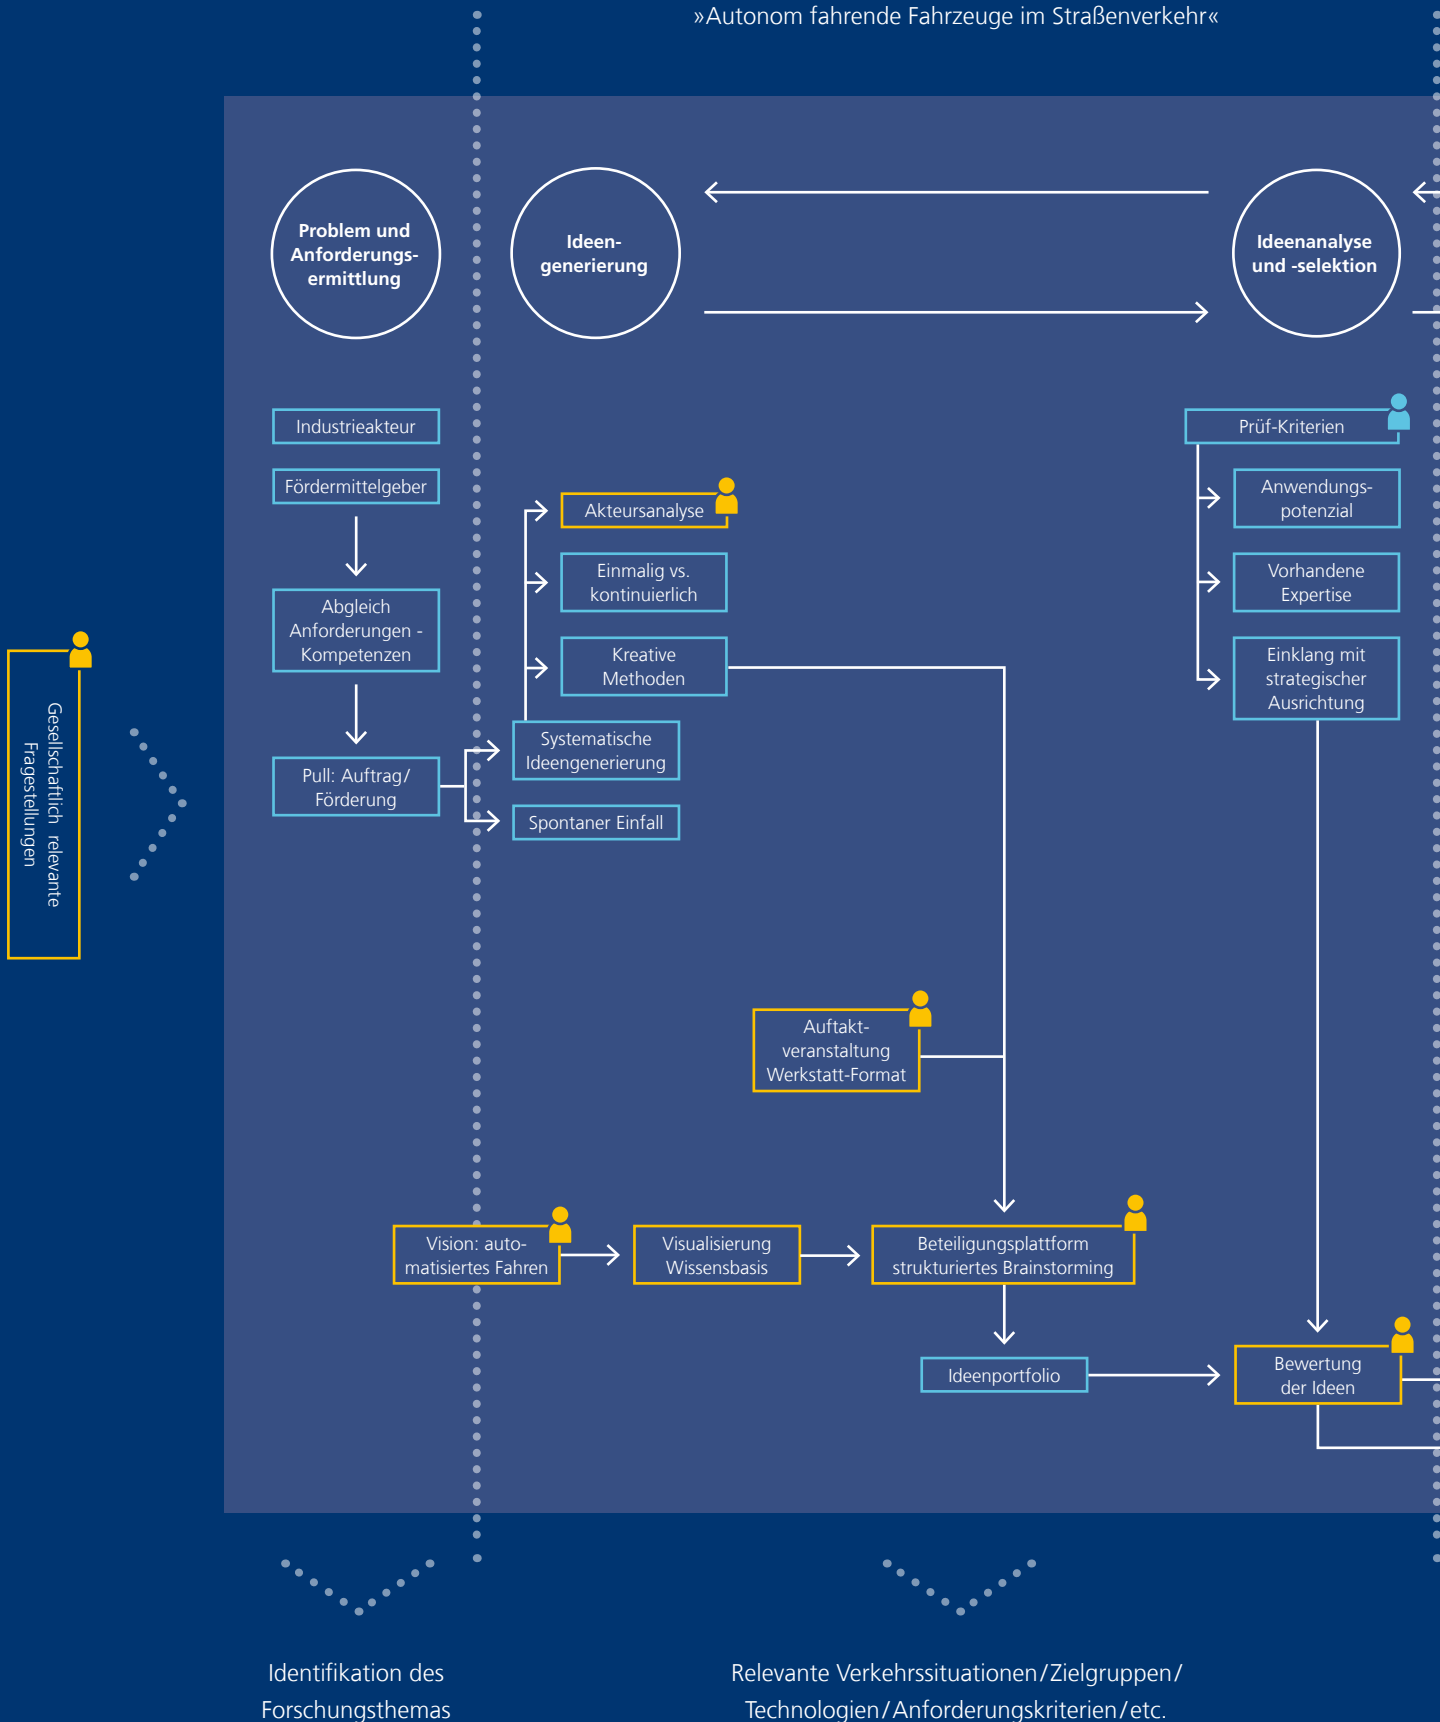 »Autonom fahrende Fahrzeuge im Straßenverkehr«
Problem und
Anforderungs-
ermittlung
Ideen-
generierung
Ideenanalyse
und -selektion
Gesellschaftlich relevante
Fragestellungen
Industrieakteur
Fördermittelgeber
Abgleich
Anforderungen -
Kompetenzen
Pull: Auftrag/
Förderung
Akteursanalyse
Einmalig vs.
kontinuierlich
Kreative
Methoden
Systematische
Ideengenerierung
Spontaner Einfall
Prüf-Kriterien
Anwendungs-
potenzial
Vorhandene
Expertise
Einklang mit
strategischer
Ausrichtung
Auftakt-
veranstaltung
Werkstatt-Format
Vision: auto-
matisiertes Fahren
Visualisierung
Wissensbasis
Beteiligungsplattform
strukturiertes Brainstorming
Ideenportfolio
Bewertung
der Ideen
Identifikation des
Forschungsthemas
Relevante Verkehrssituationen/Zielgruppen/
Technologien/Anforderungskriterien/etc.